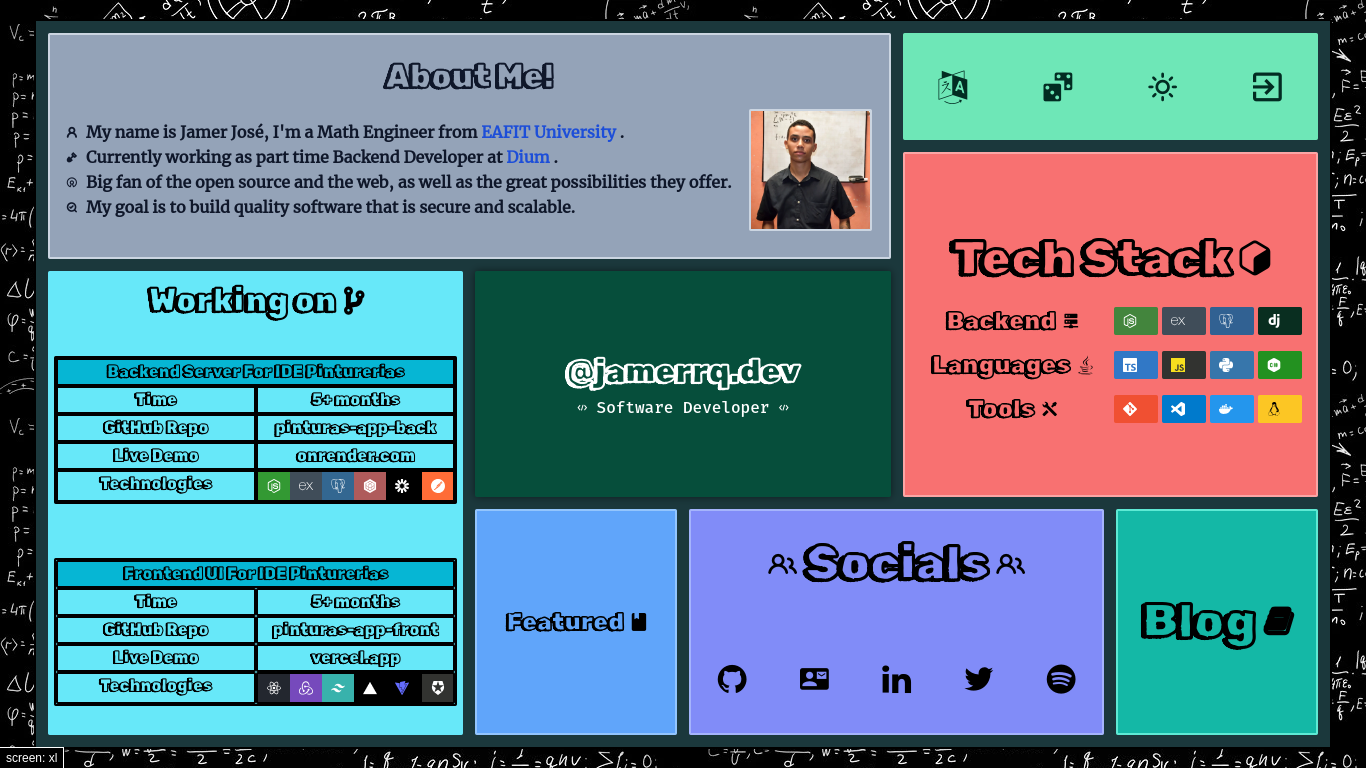 About Me!
My name is Jamer José, I'm a Math Engineer from EAFIT University .
Currently working as part time Backend Developer at Dium .
Big fan of the open source and the web, as well as the great possibilities they offer.
My goal is to build quality software that is secure and scalable.
Tech Stack
Backend
ex
dj
Languages
TS
JS
Tools
Working on
Backend Server For IDE Pinturerias
Time 5+ months
GitHub Repo pinturas-app-back
Live Demo onrender.com
Technologies ex
Frontend UI For IDE Pinturerias
Time 5+ months
GitHub Repo pinturas-app-front
Live Demo vercel.app
Technologies
@jamerrq.dev
Software Developer
Featured
Socials
in
Blog
screen: xl